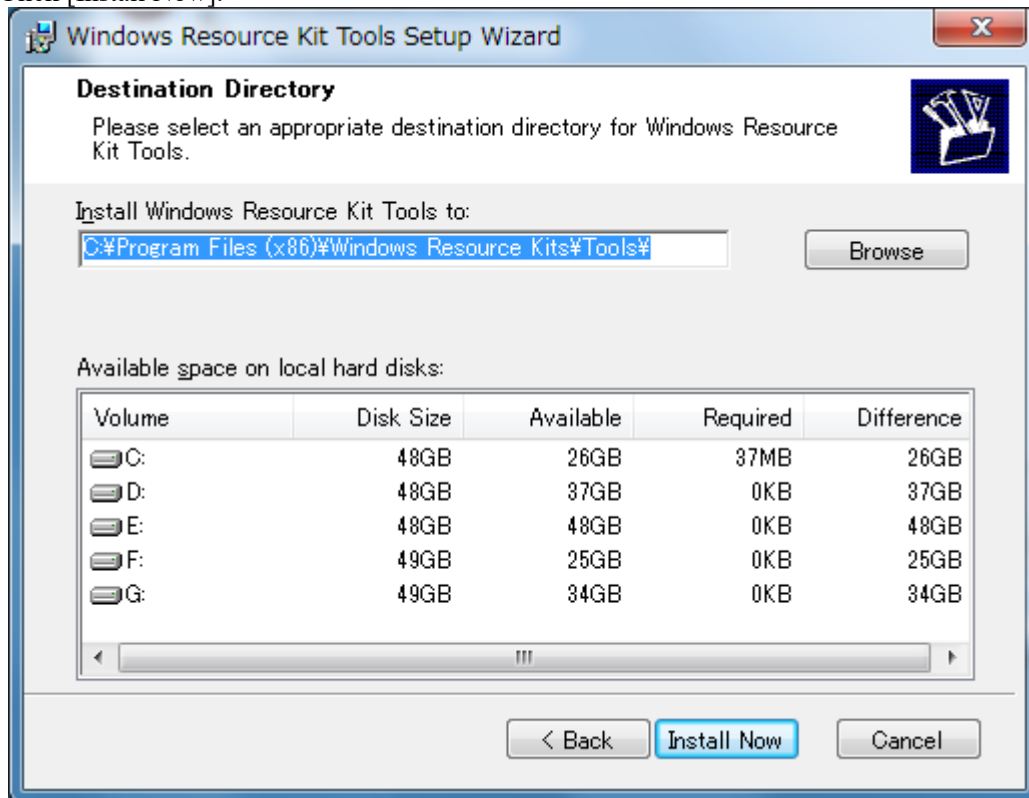 Windows Resource Kit Tools Setup Wizard
Destination Directory
Please select an appropriate destination directory for Windows Resource
Kit Tools.
Install Windows Resource Kit Tools to:
C:¥Program Files (x86)¥Windows Resource Kits¥Tools¥
Browse
Available space on local hard disks:
Volume Disk Size Available Required Difference
C: 48GB 26GB 37MB 26GB
D: 48GB 37GB 0KB 37GB
E: 48GB 48GB 0KB 48GB
F: 49GB 25GB 0KB 25GB
G: 49GB 34GB 0KB 34GB
< Back Install Now Cancel